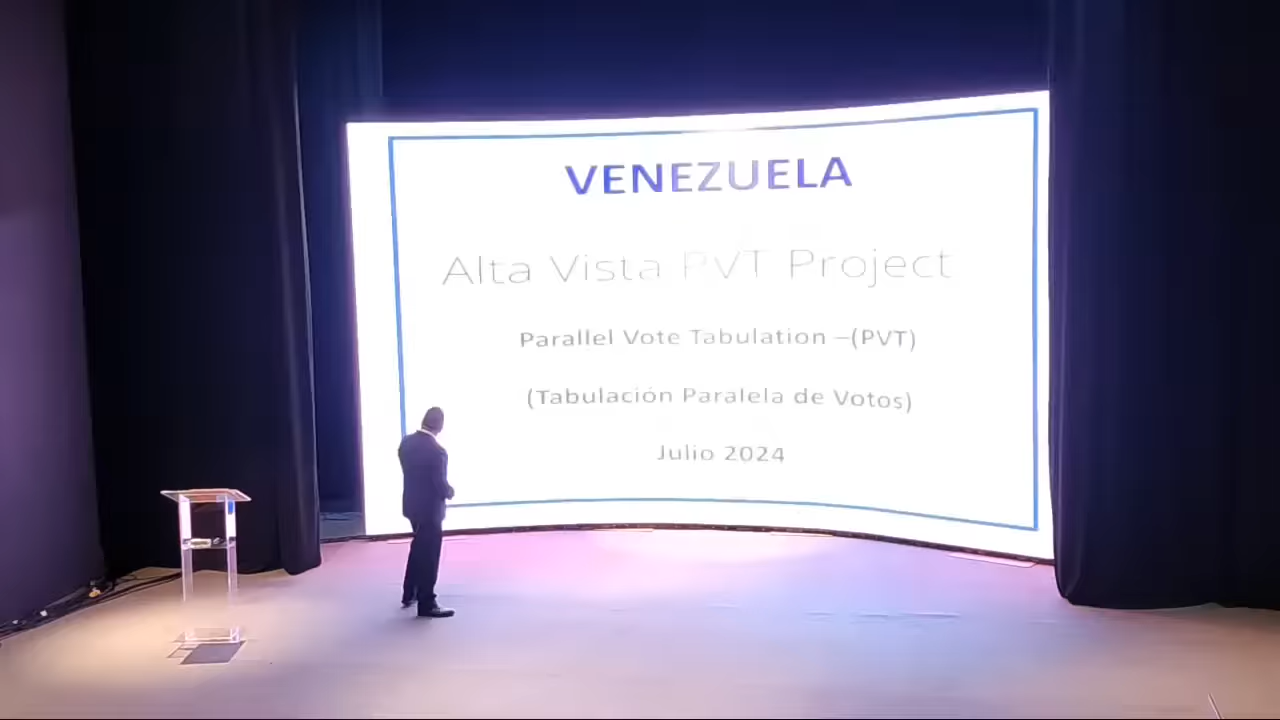 VENEZUELA
Alta Vista PVT Project
Parallel Vote Tabulation –(PVT)
(Tabulación Paralela de Votos)
Julio 2024